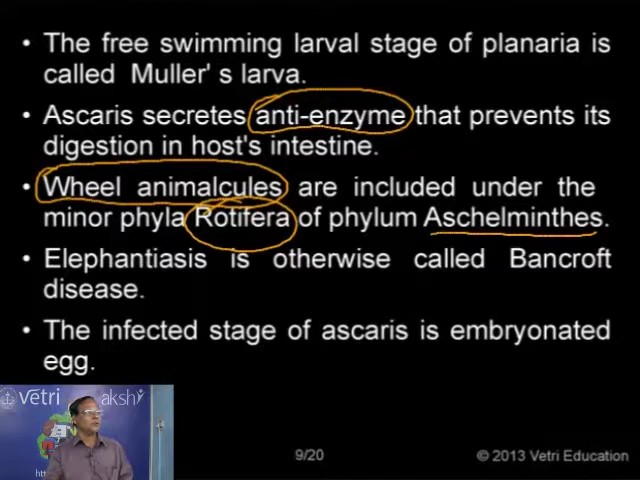 • The free swimming larval stage of planaria is
called Muller' s larva.
• Ascaris secretes anti-enzyme that prevents its
digestion in host's intestine.
• Wheel animalcules are included under the
minor phyla Rotifera of phylum Aschelminthes.
• Elephantiasis is otherwise called Bancroft
disease.
• The infected stage of ascaris is embryonated
egg.
vetri akshi
9/20
© 2013 Vetri Education